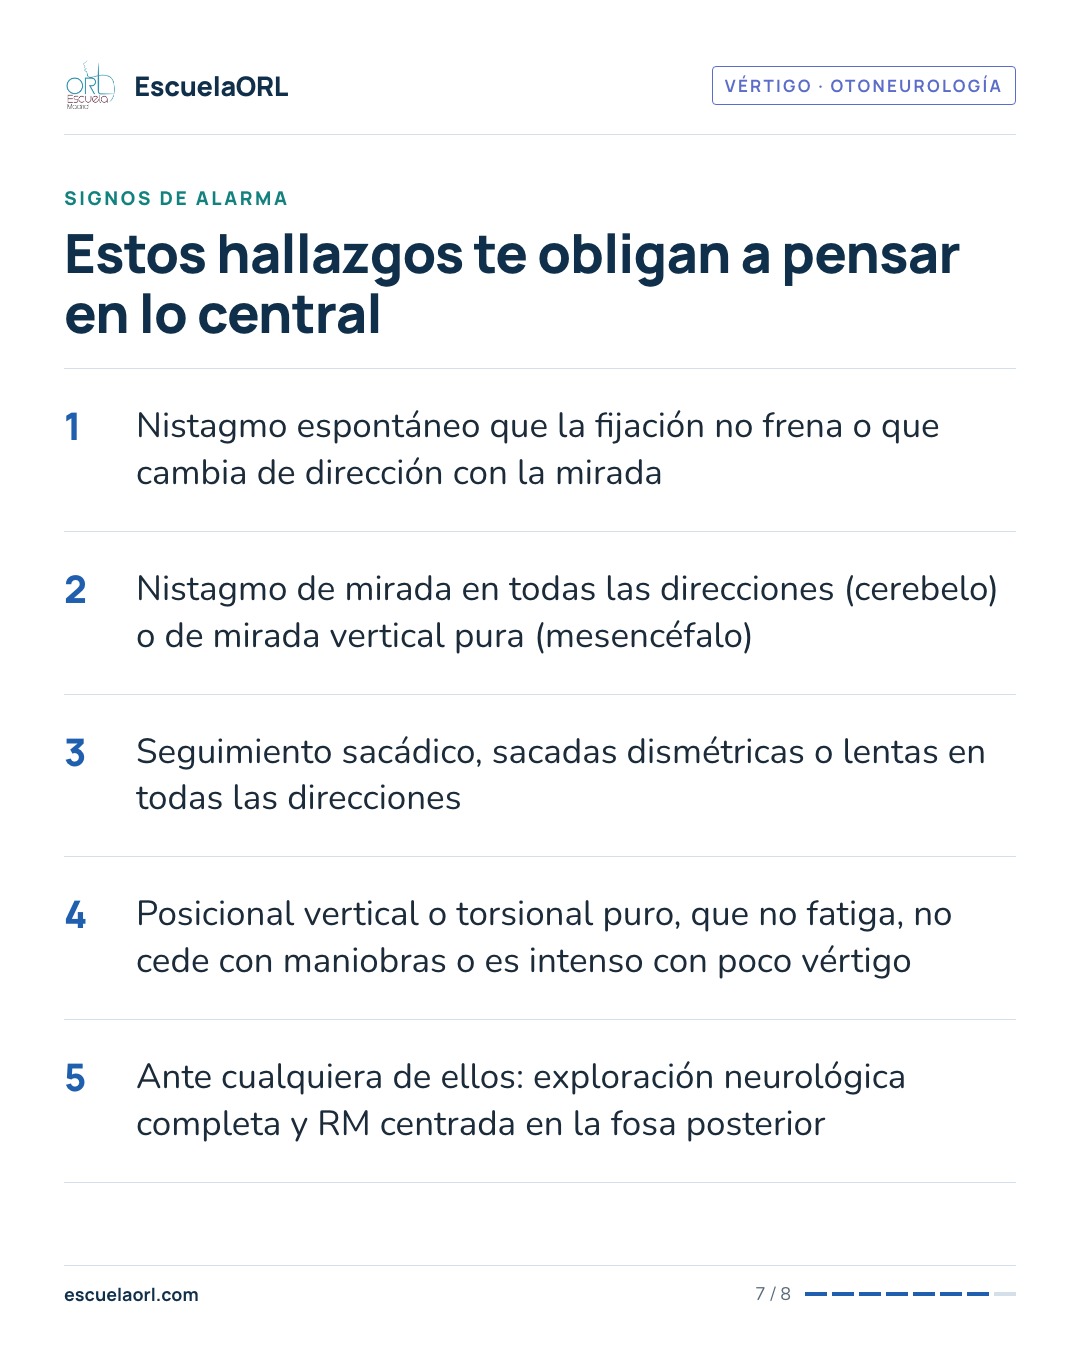 ORL
Escuela
Madrid
EscuelaORL
VÉRTIGO · OTONEUROLOGÍA
SIGNOS DE ALARMA
Estos hallazgos te obligan a pensar
en lo central
1 Nistagmo espontáneo que la fijación no frena o que
cambia de dirección con la mirada
2 Nistagmo de mirada en todas las direcciones (cerebelo)
o de mirada vertical pura (mesencéfalo)
3 Seguimiento sacádico, sacadas dismétricas o lentas en
todas las direcciones
4 Posicional vertical o torsional puro, que no fatiga, no
cede con maniobras o es intenso con poco vértigo
5 Ante cualquiera de ellos: exploración neurológica
completa y RM centrada en la fosa posterior
escuelaorl.com
7 / 8